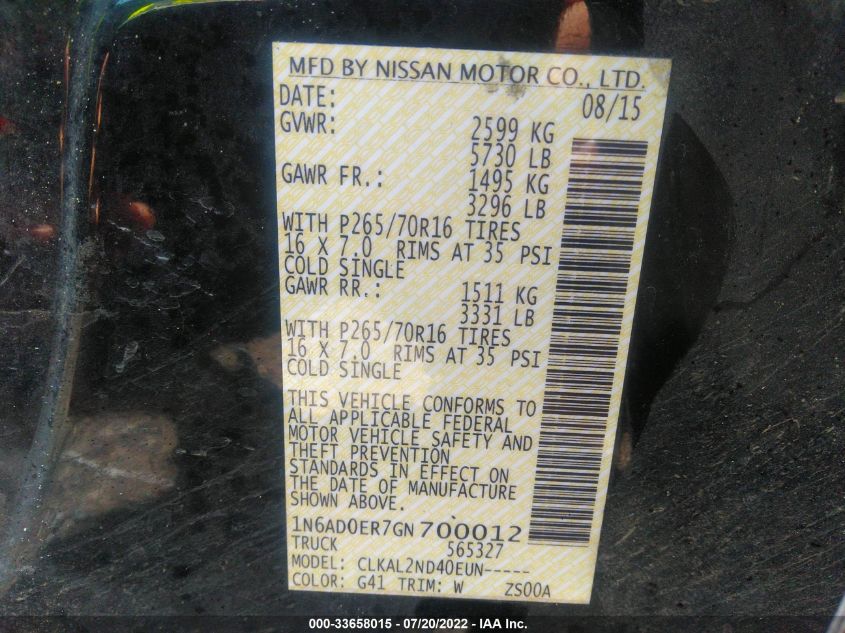 MFD BY NISSAN MOTOR CO., LTD.
DATE: 08/15
GVWR: 2599 KG
5730 LB
GAWR FR.: 1495 KG
3296 LB
WITH P265/70R16 TIRES
16 X 7.0 RIMS AT 35 PSI
COLD SINGLE
GAWR RR.: 1511 KG
3331 LB
WITH P265/70R16 TIRES
16 X 7.0 RIMS AT 35 PSI
COLD SINGLE
THIS VEHICLE CONFORMS TO
ALL APPLICABLE FEDERAL
MOTOR VEHICLE SAFETY AND
THEFT PREVENTION
STANDARDS IN EFFECT ON
THE DATE OF MANUFACTURE
SHOWN ABOVE.
1N6AD0ER7GN700012
TRUCK 565327
MODEL: CLKAL2ND40EUN-----
COLOR: G41 TRIM: W ZS00A
000-33658015 - 07/20/2022 - IAA Inc.